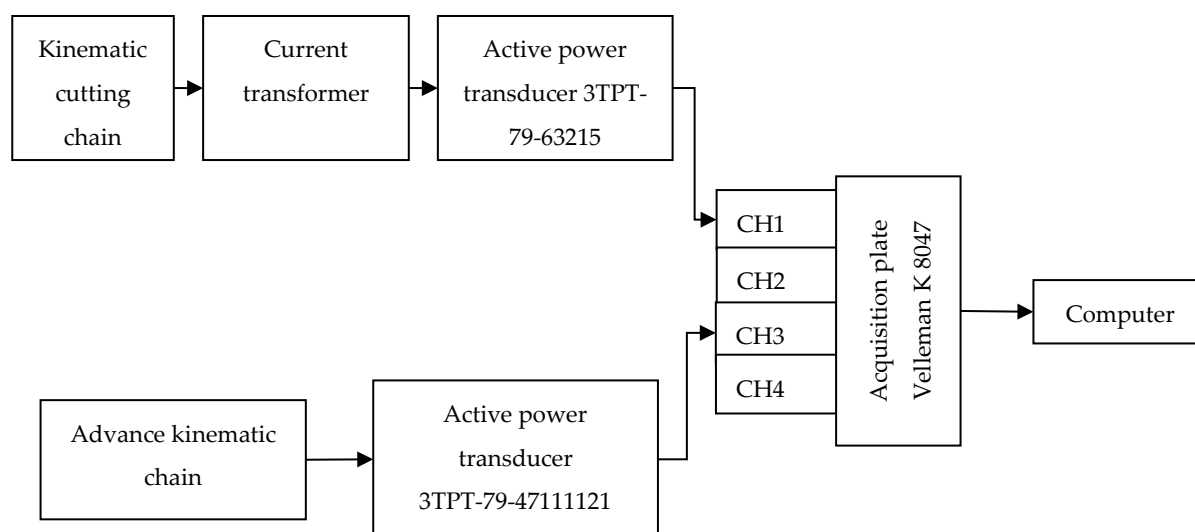 Kinematic
cutting
chain
Current
transformer
Active power
transducer 3TPT-
79-63215
CH1
CH2
CH3
CH4
Acquisition plate
Velleman K 8047
Computer
Advance kinematic
chain
Active power
transducer
3TPT-79-47111121